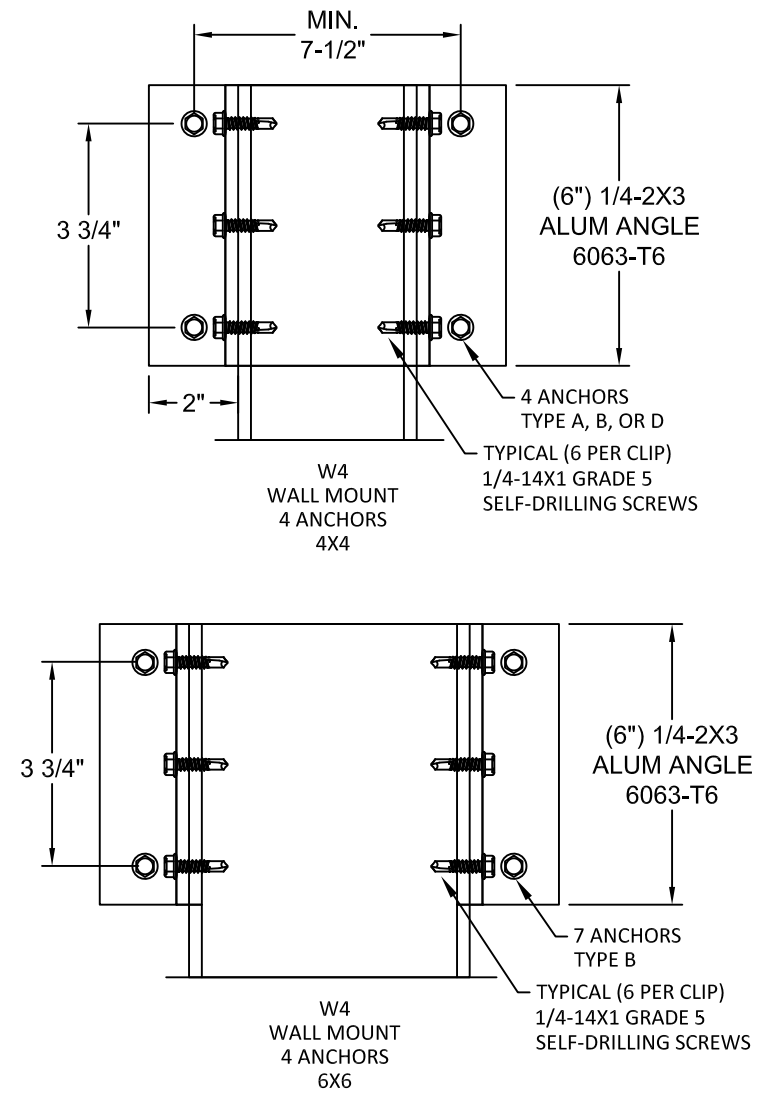 MIN.
7-1/2"
3 3/4"
(6") 1/4-2X3
ALUM ANGLE
6063-T6
2"
4 ANCHORS
TYPE A, B, OR D
TYPICAL (6 PER CLIP)
1/4-14X1 GRADE 5
SELF-DRILLING SCREWS
W4
WALL MOUNT
4 ANCHORS
4X4
3 3/4"
(6") 1/4-2X3
ALUM ANGLE
6063-T6
7 ANCHORS
TYPE B
TYPICAL (6 PER CLIP)
1/4-14X1 GRADE 5
SELF-DRILLING SCREWS
W4
WALL MOUNT
4 ANCHORS
6X6